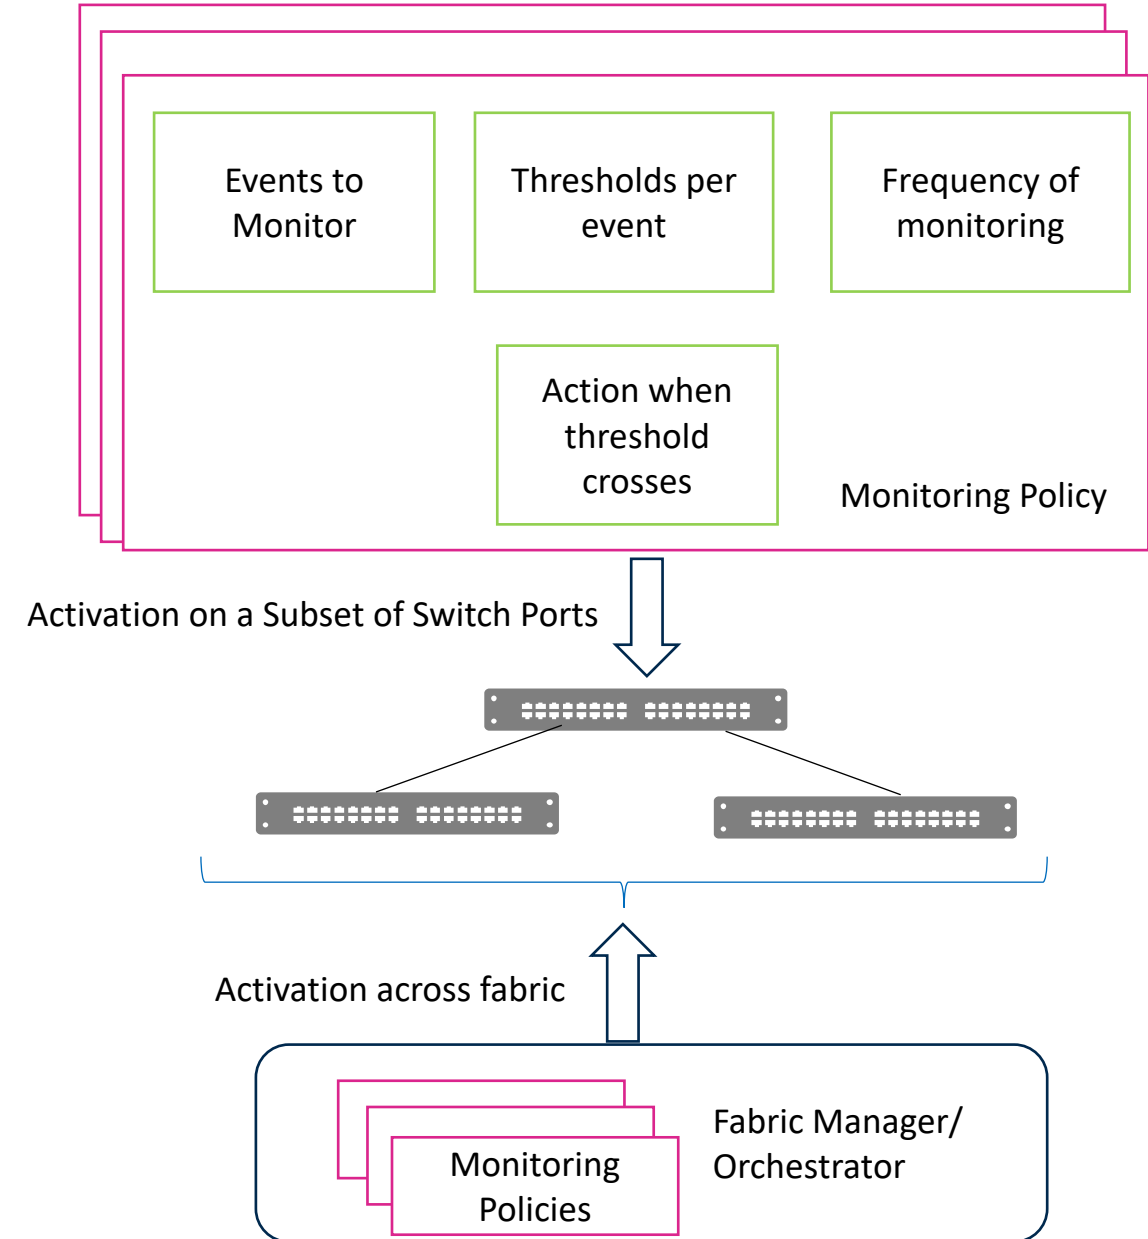 Events to
Monitor
Thresholds per
event
Frequency of
monitoring
Action when
threshold
crosses
Monitoring Policy
Activation on a Subset of Switch Ports
Activation across fabric
Monitoring
Policies
Fabric Manager/
Orchestrator